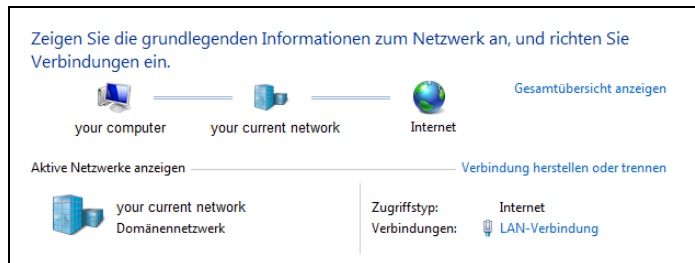 Zeigen Sie die grundlegenden Informationen zum Netzwerk an, und richten Sie
Verbindungen ein.
Gesamtübersicht anzeigen
your computer your current network Internet
Aktive Netzwerke anzeigen Verbindung herstellen oder trennen
your current network Zugriffstyp: Internet
Domänennetzwerk Verbindungen: LAN-Verbindung